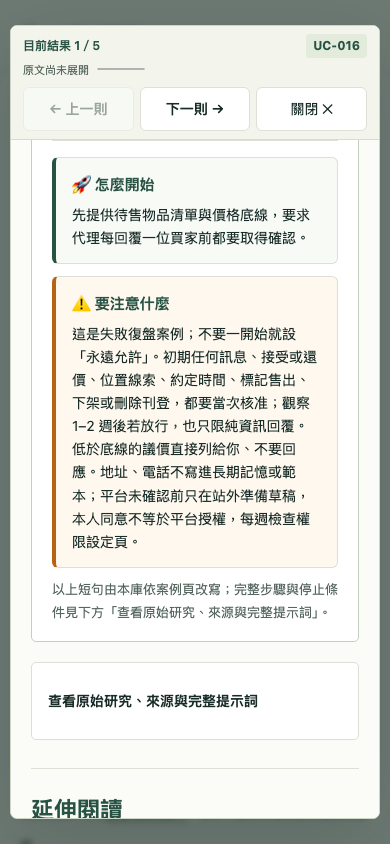 目前結果 1 / 5
UC-016
原文尚未展開
← 上一則
下一則 →
關閉 ✕
🚀 怎麼開始
先提供待售物品清單與價格底線，要求
代理每回覆一位買家前都要取得確認。
⚠️ 要注意什麼
這是失敗復盤案例；不要一開始就設
「永遠允許」。初期任何訊息、接受或還
價、位置線索、約定時間、標記售出、
下架或刪除刊登，都要當次核准；觀察
1–2 週後若放行，也只限純資訊回覆。
低於底線的議價直接列給你、不要回
應。地址、電話不寫進長期記憶或範
本；平台未確認前只在站外準備草稿，
本人同意不等於平台授權，每週檢查權
限設定頁。
以上短句由本庫依案例頁改寫；完整步驟與停止條
件見下方「查看原始研究、來源與完整提示詞」。
查看原始研究、來源與完整提示詞
延伸閱讀